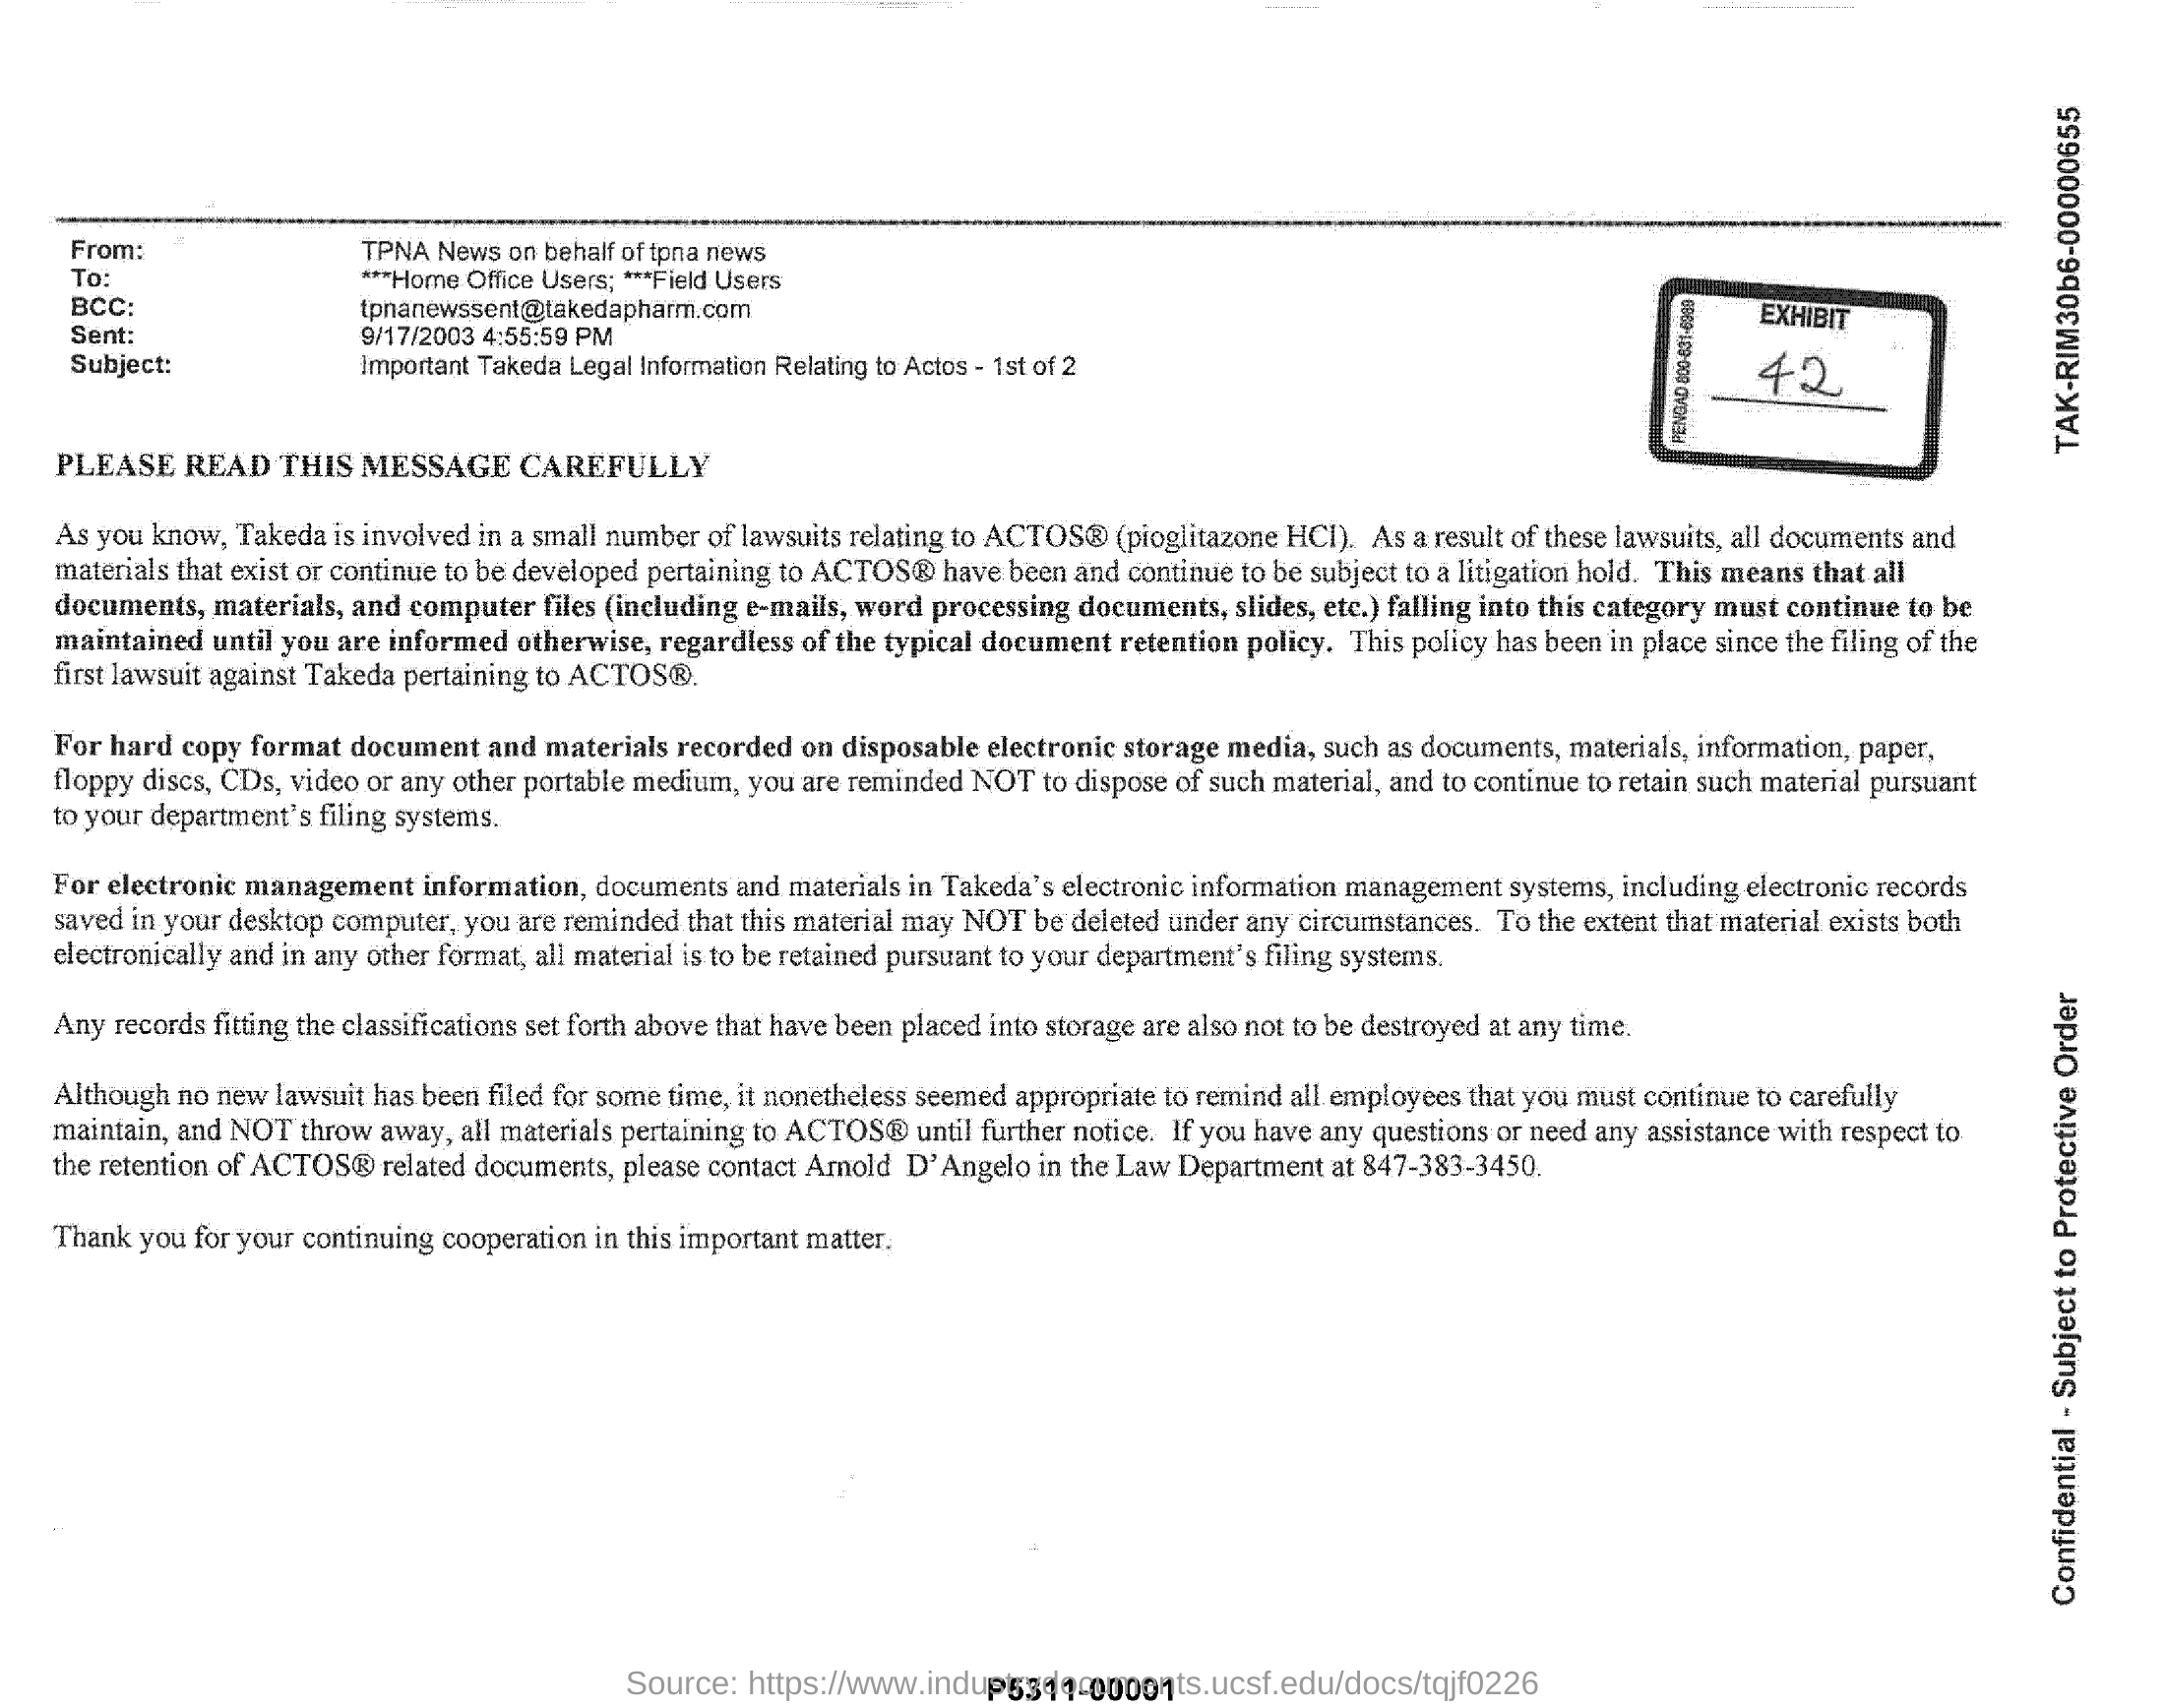 From: TPNA News on behalf of tpna news
To: ***Home Office Users; ***Field Users
BCC: tpnanewssent@takedapharm.com
Sent: 9/17/2003 4:55:59 PM
Subject: Important Takeda Legal Information Relating to Actos - 1st of 2
EXHIBIT
42
PENGAD 800-631-6989
TAK-RIM30b6-00000655
PLEASE READ THIS MESSAGE CAREFULLY
As you know, Takeda is involved in a small number of lawsuits relating to ACTOS® (pioglitazone HCl). As a result of these lawsuits, all documents and
materials that exist or continue to be developed pertaining to ACTOS® have been and continue to be subject to a litigation hold. This means that all
documents, materials, and computer files (including e-mails, word processing documents, slides, etc.) falling into this category must continue to be
maintained until you are informed otherwise, regardless of the typical document retention policy. This policy has been in place since the filing of the
first lawsuit against Takeda pertaining to ACTOS®.
For hard copy format document and materials recorded on disposable electronic storage media, such as documents, materials, information, paper,
floppy discs, CDs, video or any other portable medium, you are reminded NOT to dispose of such material, and to continue to retain such material pursuant
to your department's filing systems.
For electronic management information, documents and materials in Takeda's electronic information management systems, including electronic records
saved in your desktop computer, you are reminded that this material may NOT be deleted under any circumstances. To the extent that material exists both
electronically and in any other format, all material is to be retained pursuant to your department's filing systems.
Any records fitting the classifications set forth above that have been placed into storage are also not to be destroyed at any time.
Although no new lawsuit has been filed for some time, it nonetheless seemed appropriate to remind all employees that you must continue to carefully
maintain, and NOT throw away, all materials pertaining to ACTOS® until further notice. If you have any questions or need any assistance with respect to
the retention of ACTOS® related documents, please contact Arnold D'Angelo in the Law Department at 847-383-3450.
Thank you for your continuing cooperation in this important matter.
Confidential - Subject to Protective Order
Source: https://www.industrydocuments.ucsf.edu/docs/tqjf0226
P5311-00001